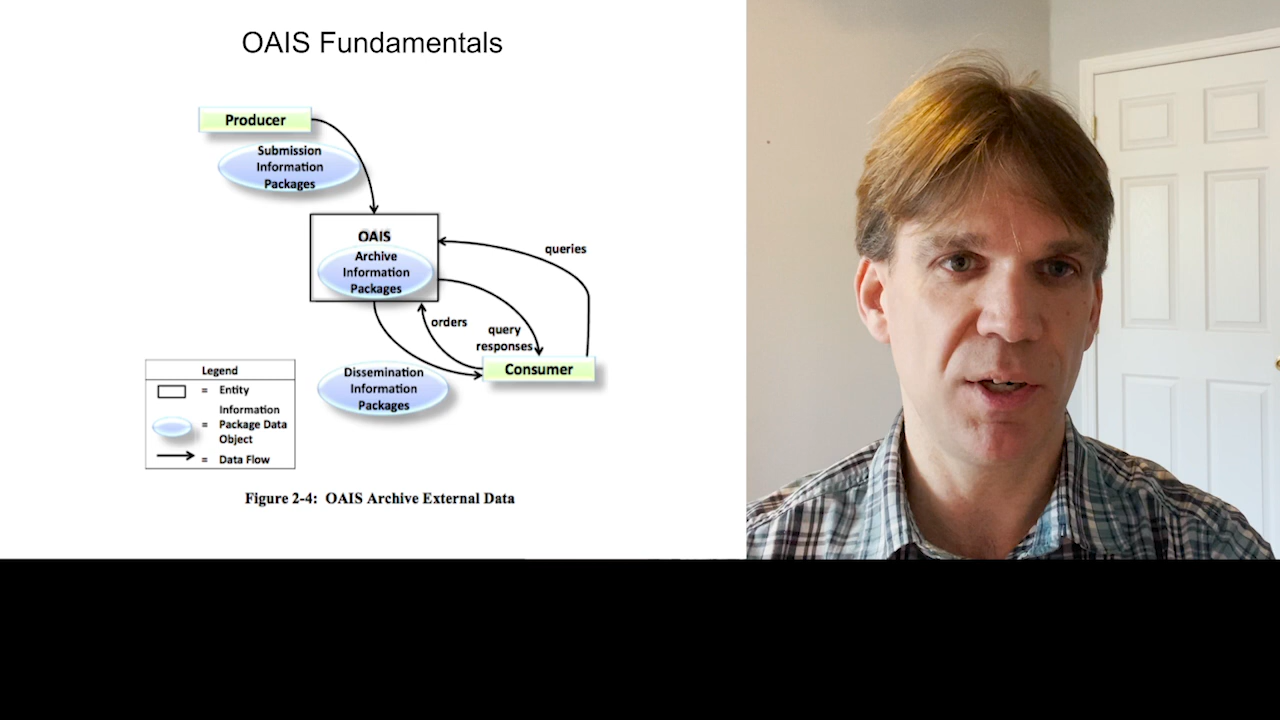 OAIS Fundamentals
Producer
Submission
Information
Packages
OAIS
Archive
Information
Packages
queries
orders
query
responses
Consumer
Dissemination
Information
Packages
Legend
= Entity
Information
= Package Data
Object
= Data Flow
Figure 2-4: OAIS Archive External Data